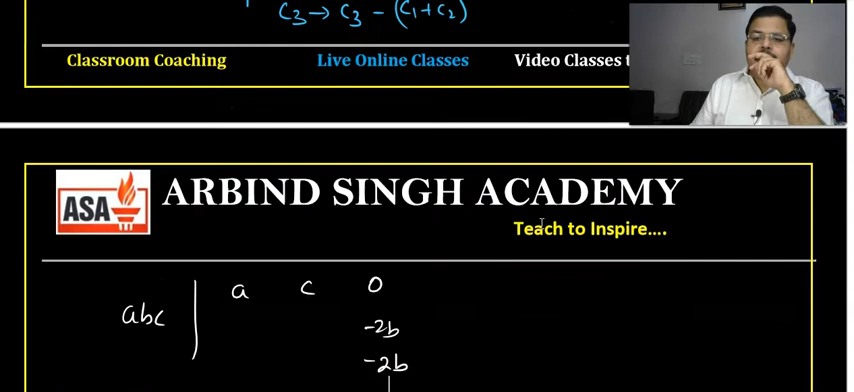 C₃ → C₃ - (C₁ + C₂)
Classroom Coaching Live Online Classes Video Classes t
ASA ARBIND SINGH ACADEMY
Teach to Inspire....
a c 0
abc
-2b
-2b